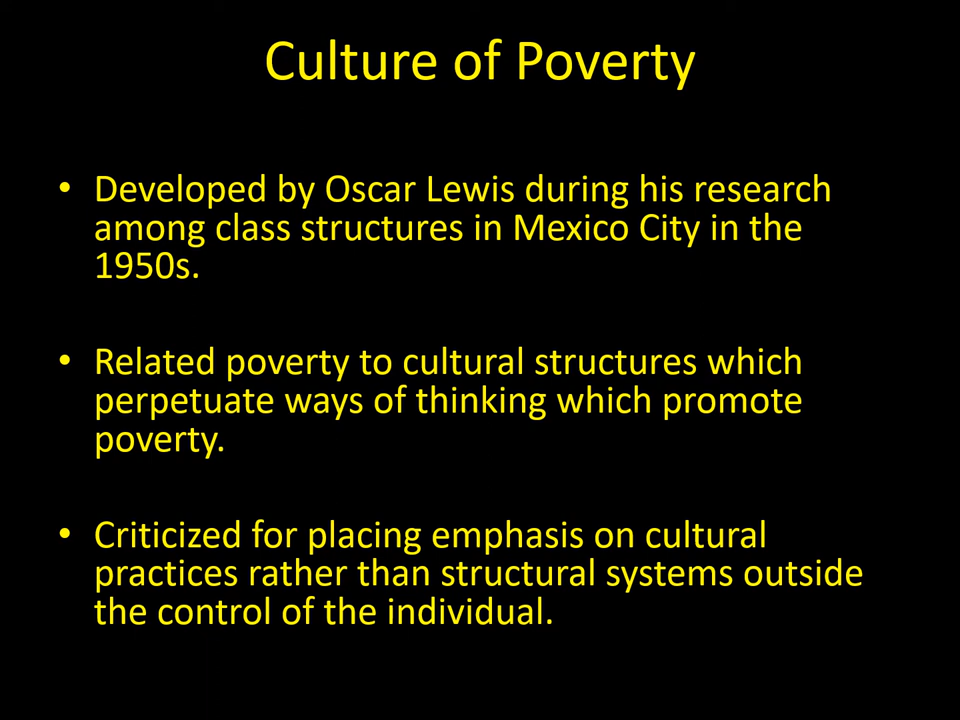 Culture of Poverty
• Developed by Oscar Lewis during his research
among class structures in Mexico City in the
1950s.
• Related poverty to cultural structures which
perpetuate ways of thinking which promote
poverty.
• Criticized for placing emphasis on cultural
practices rather than structural systems outside
the control of the individual.